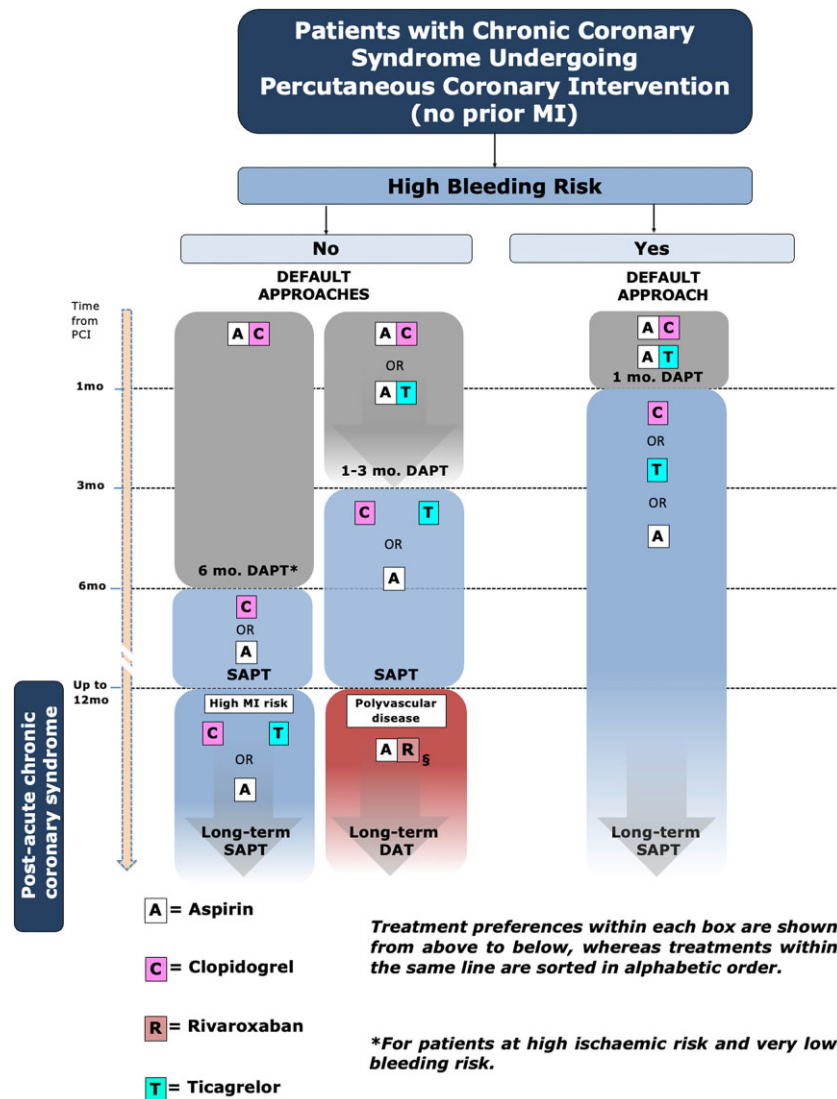 Patients with Chronic Coronary
Syndrome Undergoing
Percutaneous Coronary Intervention
(no prior MI)
High Bleeding Risk
No
Yes
DEFAULT
APPROACHES
DEFAULT
APPROACH
Time
from
PCI
A C
A C
OR
A T
A C
A T
1 mo. DAPT
1mo
C
OR
T
OR
A
1-3 mo. DAPT
3mo
C T
OR
A
6 mo. DAPT*
6mo
C
OR
A
SAPT
SAPT
Up to
12mo
High MI risk
C T
OR
A
Long-term
SAPT
Polyvascular
disease
A R §
Long-term
DAT
Long-term
SAPT
Post-acute chronic
coronary syndrome
A = Aspirin
C = Clopidogrel
R = Rivaroxaban
T = Ticagrelor
Treatment preferences within each box are shown
from above to below, whereas treatments within
the same line are sorted in alphabetic order.
*For patients at high ischaemic risk and very low
bleeding risk.